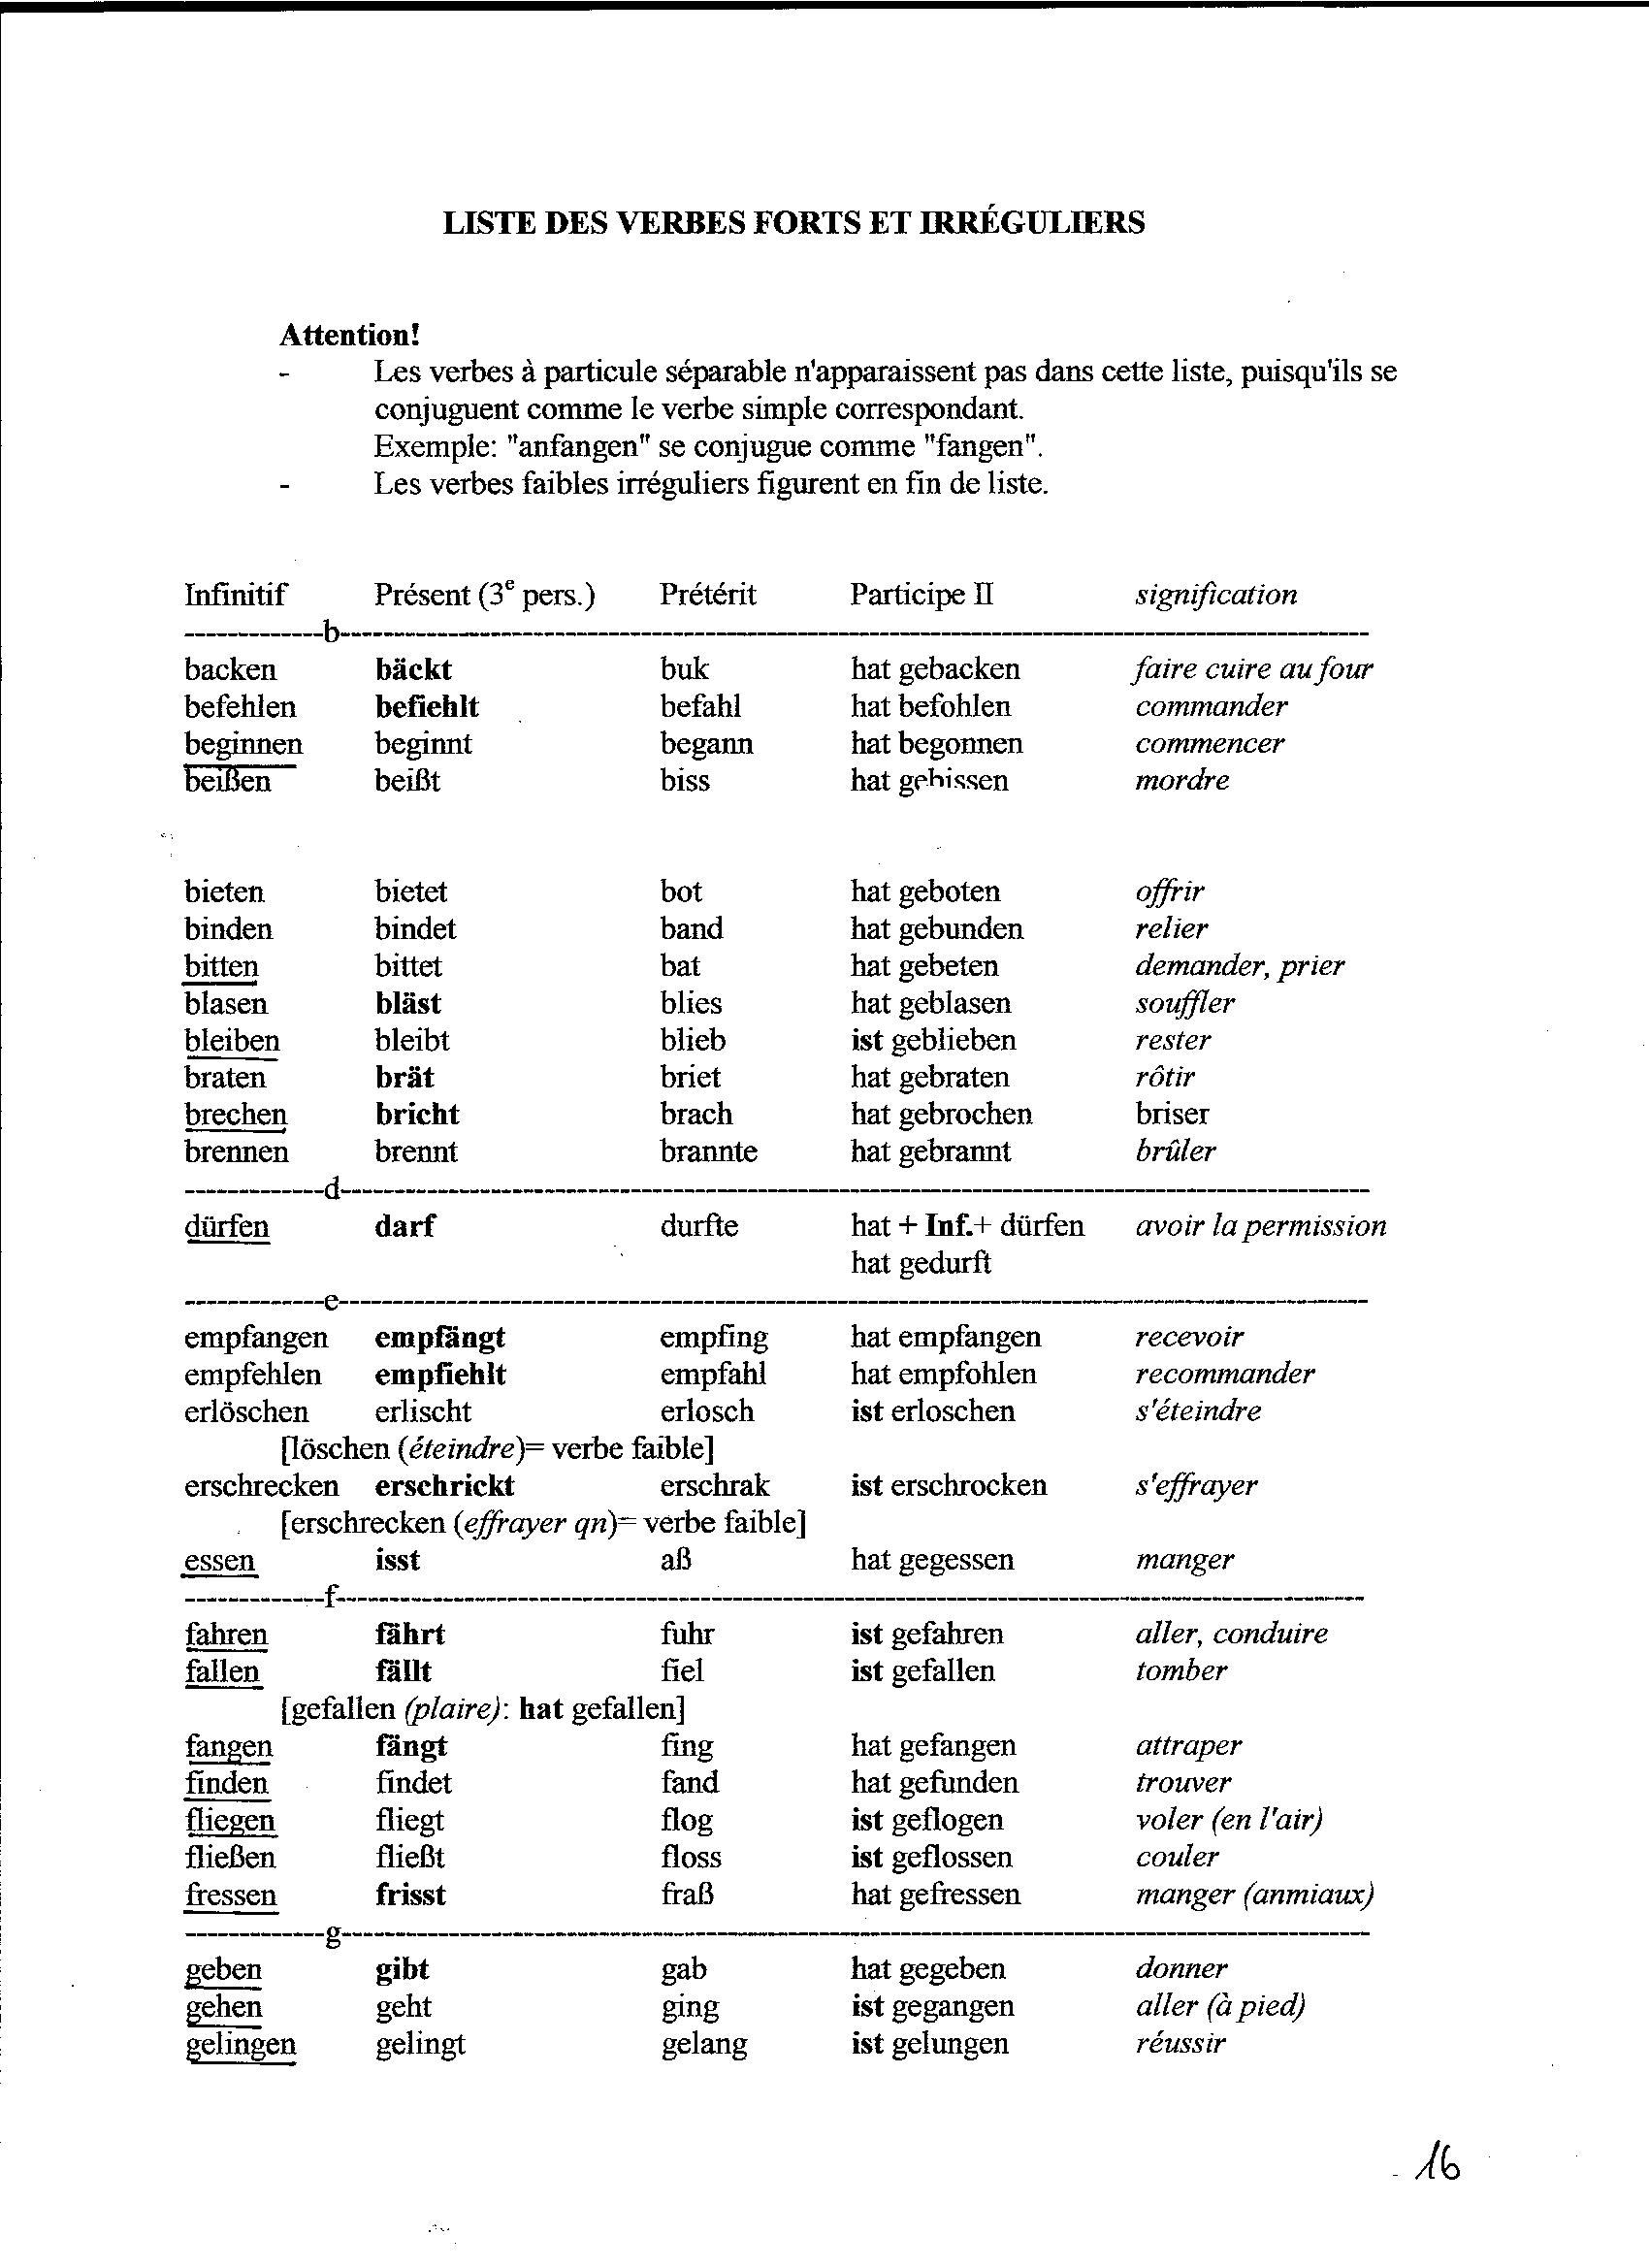 LISTE DES VERBES FORTS ET IRRÉGULIERS
Attention!
- Les verbes à particule séparable n'apparaissent pas dans cette liste, puisqu'ils se
conjuguent comme le verbe simple correspondant.
Exemple: "anfangen" se conjugue comme "fangen".
- Les verbes faibles irréguliers figurent en fin de liste.
Infinitif Présent (3e pers.) Prétérit Participe II signification
-------------b-------------
backen bäckt buk hat gebacken faire cuire au four
befehlen befiehlt befahl hat befohlen commander
beginnen beginnt begann hat begonnen commencer
beißen beißt biss hat gebissen mordre
bieten bietet bot hat geboten offrir
binden bindet band hat gebunden relier
bitten bittet bat hat gebeten demander, prier
blasen bläst blies hat geblasen souffler
bleiben bleibt blieb ist geblieben rester
braten brät briet hat gebraten rôtir
brechen bricht brach hat gebrochen briser
brennen brennt brannte hat gebrannt brûler
-------------d-------------
dürfen darf durfte hat + Inf.+ dürfen avoir la permission
hat gedurft
-------------e-------------
empfangen empfängt empfing hat empfangen recevoir
empfehlen empfiehlt empfahl hat empfohlen recommander
erlöschen erlischt erlosch ist erloschen s'éteindre
[löschen (éteindre)= verbe faible]
erschrecken erschrickt erschrak ist erschrocken s'effrayer
[erschrecken (effrayer qn)= verbe faible]
essen isst aß hat gegessen manger
-------------f-------------
fahren fährt fuhr ist gefahren aller, conduire
fallen fällt fiel ist gefallen tomber
[gefallen (plaire): hat gefallen]
fangen fängt fing hat gefangen attraper
finden findet fand hat gefunden trouver
fliegen fliegt flog ist geflogen voler (en l'air)
fließen fließt floss ist geflossen couler
fressen frisst fraß hat gefressen manger (anmiaux)
-------------g-------------
geben gibt gab hat gegeben donner
gehen geht ging ist gegangen aller (à pied)
gelingen gelingt gelang ist gelungen réussir
16